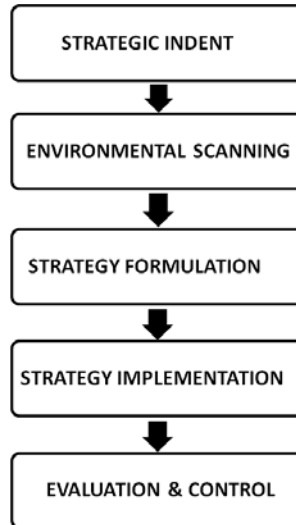 STRATEGIC INDENT
ENVIRONMENTAL SCANNING
STRATEGY FORMULATION
STRATEGY IMPLEMENTATION
EVALUATION & CONTROL